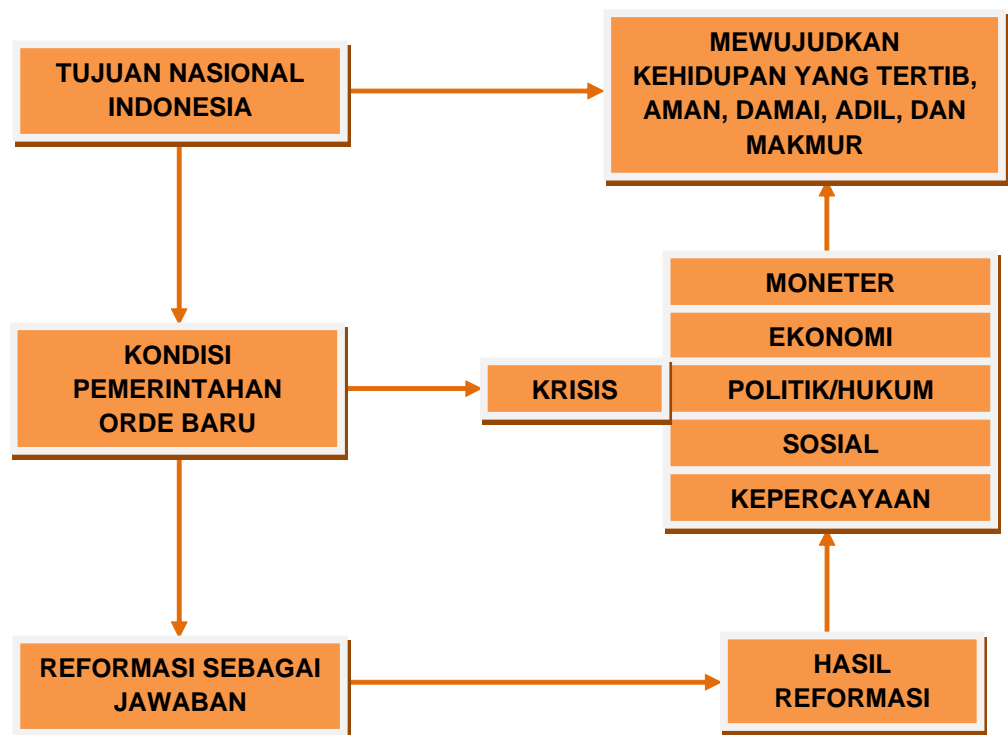 TUJUAN NASIONAL
INDONESIA
MEWUJUDKAN
KEHIDUPAN YANG TERTIB,
AMAN, DAMAI, ADIL, DAN
MAKMUR
KONDISI
PEMERINTAHAN
ORDE BARU
KRISIS
MONETER
EKONOMI
POLITIK/HUKUM
SOSIAL
KEPERCAYAAN
REFORMASI SEBAGAI
JAWABAN
HASIL
REFORMASI